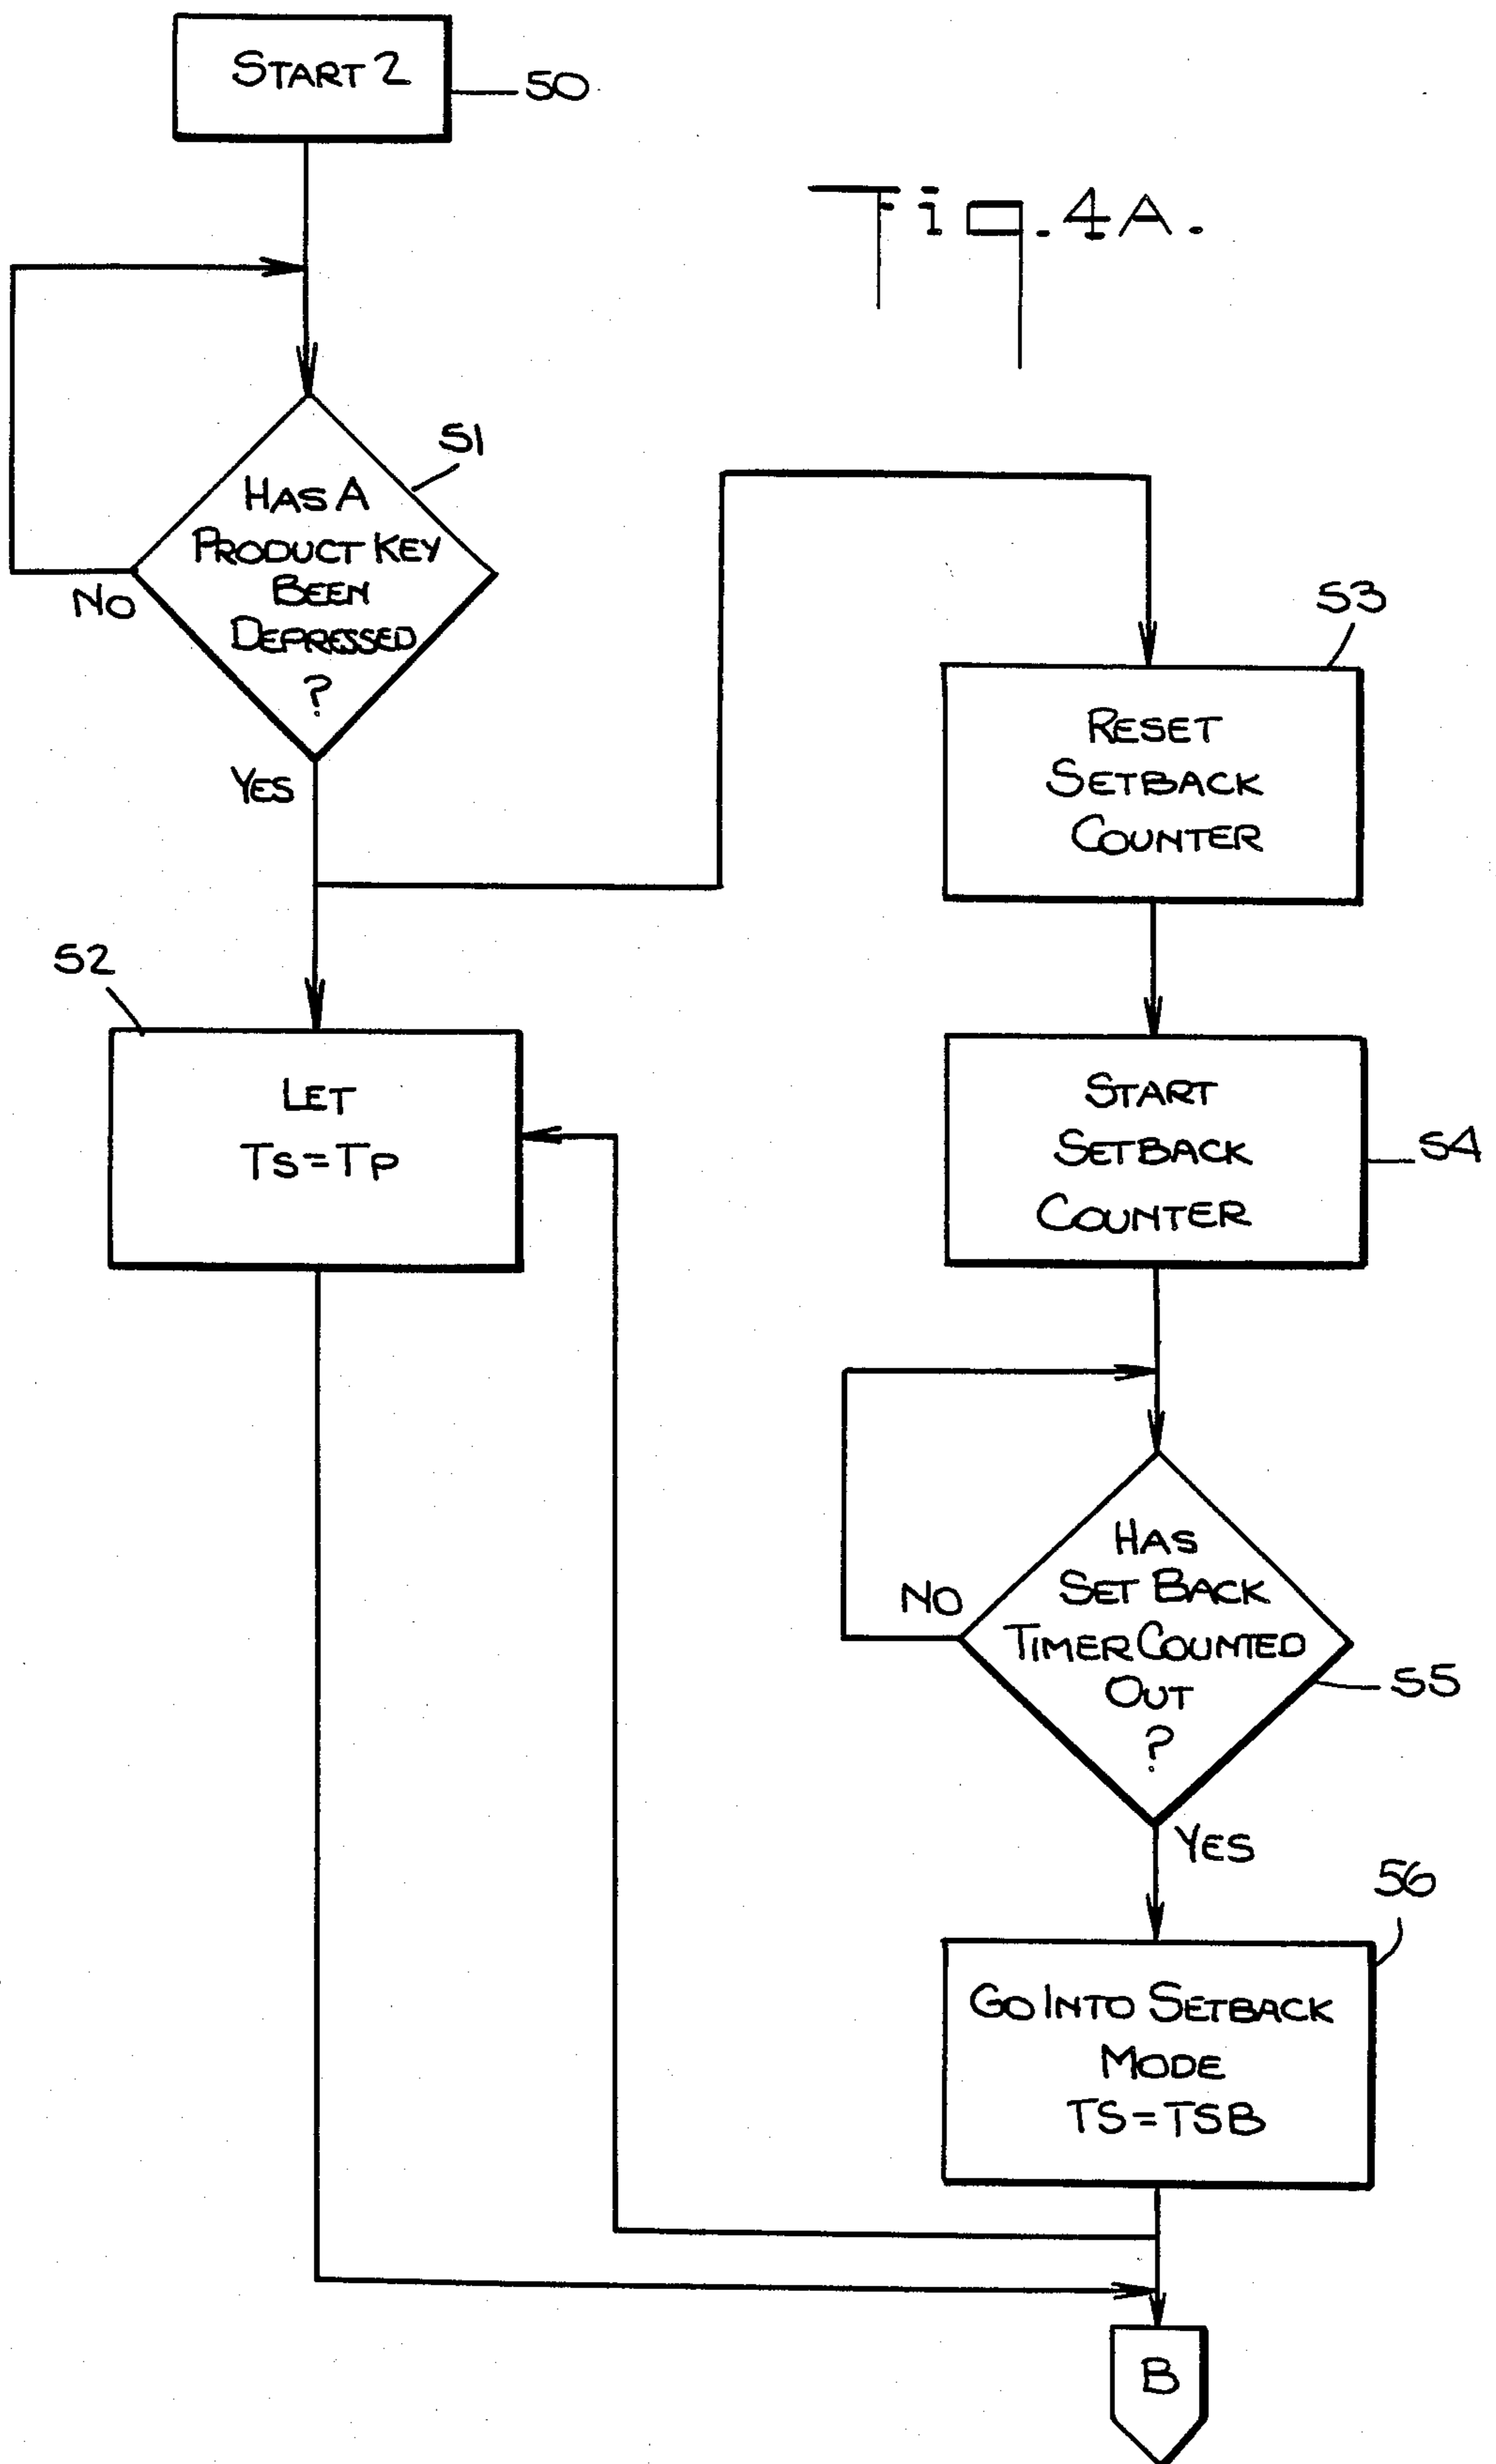 START 2
50
Fig. 4A.
51
HAS A
PRODUCT KEY
BEEN
DEPRESSED
?
NO
YES
53
RESET
SETBACK
COUNTER
52
LET
Ts=Tp
START
SETBACK
COUNTER
54
HAS
SET BACK
TIMER COUNTED
OUT
?
NO
55
YES
56
GO INTO SETBACK
MODE
TS=TSB
B